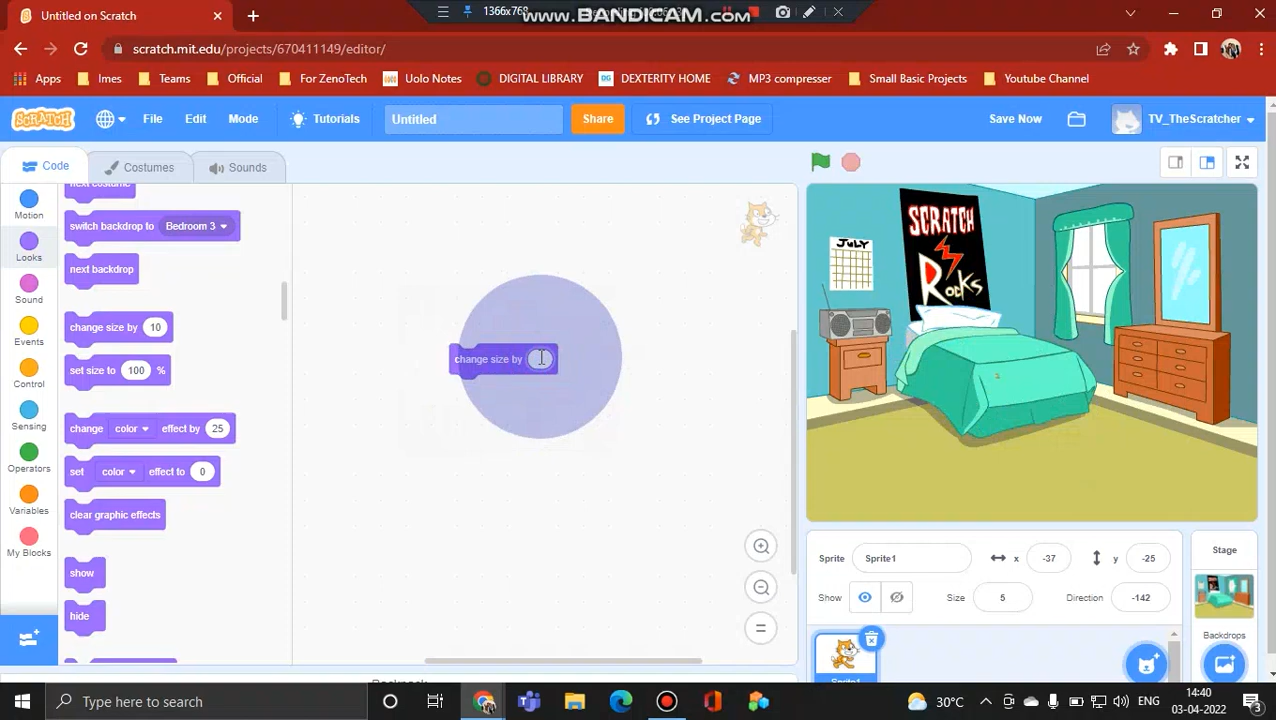 Untitled on Scratch
1366x768
www.BANDICAM.com
scratch.mit.edu/projects/670411149/editor/
Apps Imes Teams Official For ZenoTech Uolo Notes DIGITAL LIBRARY DEXTERITY HOME MP3 compresser Small Basic Projects Youtube Channel
SCRATCH File Edit Mode Tutorials Untitled Share See Project Page Save Now TV_TheScratcher
Code Costumes Sounds
Motion
Looks
Sound
Events
Control
Sensing
Operators
Variables
My Blocks
next costume
switch backdrop to Bedroom 3
next backdrop
change size by 10
set size to 100 %
change color effect by 25
set color effect to 0
clear graphic effects
show
hide
change size by
JULY
SCRATCH
Rocks
Sprite Sprite1 x -37 y -25
Show Size 5 Direction -142
Sprite1
Stage
Backdrops
Backpack
Type here to search
30°C ENG 14:40
03-04-2022
3